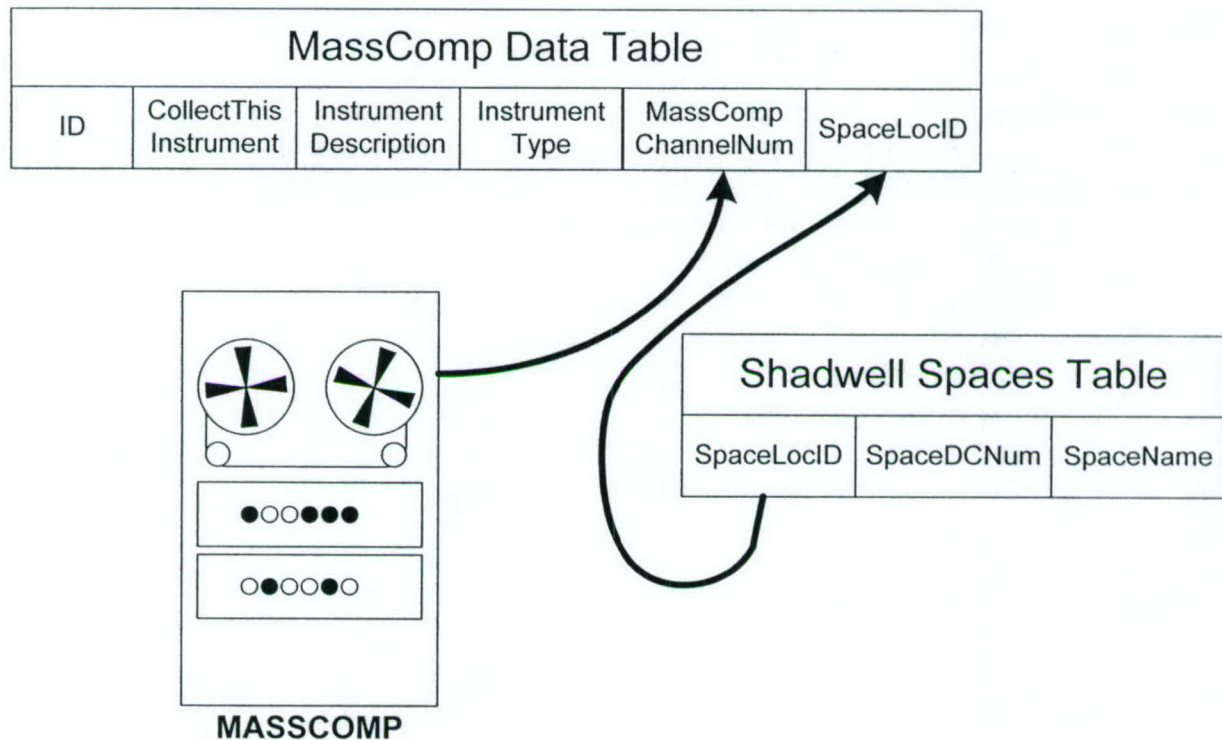 MassComp Data Table
ID
CollectThis
Instrument
Instrument
Description
Instrument
Type
MassComp
ChannelNum
SpaceLocID
Shadwell Spaces Table
SpaceLocID
SpaceDCNum
SpaceName
MASSCOMP